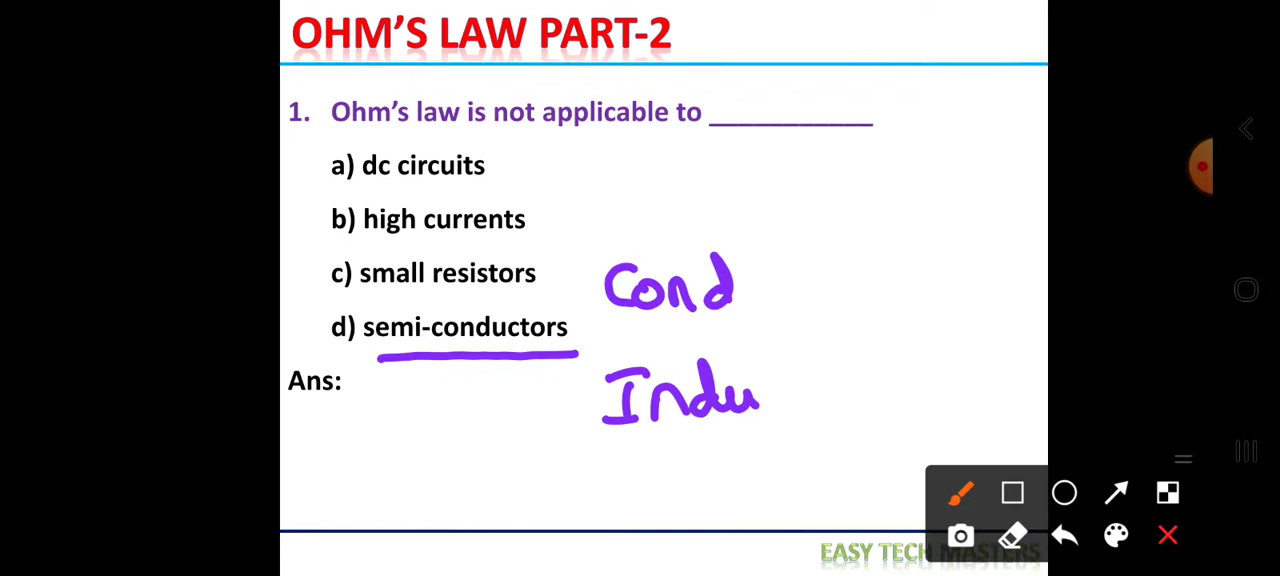 OHM'S LAW PART-2
1. Ohm's law is not applicable to ___________
a) dc circuits
b) high currents
c) small resistors
Cond
d) semi-conductors
Ans:
Indu
EASY TECH MASTERS